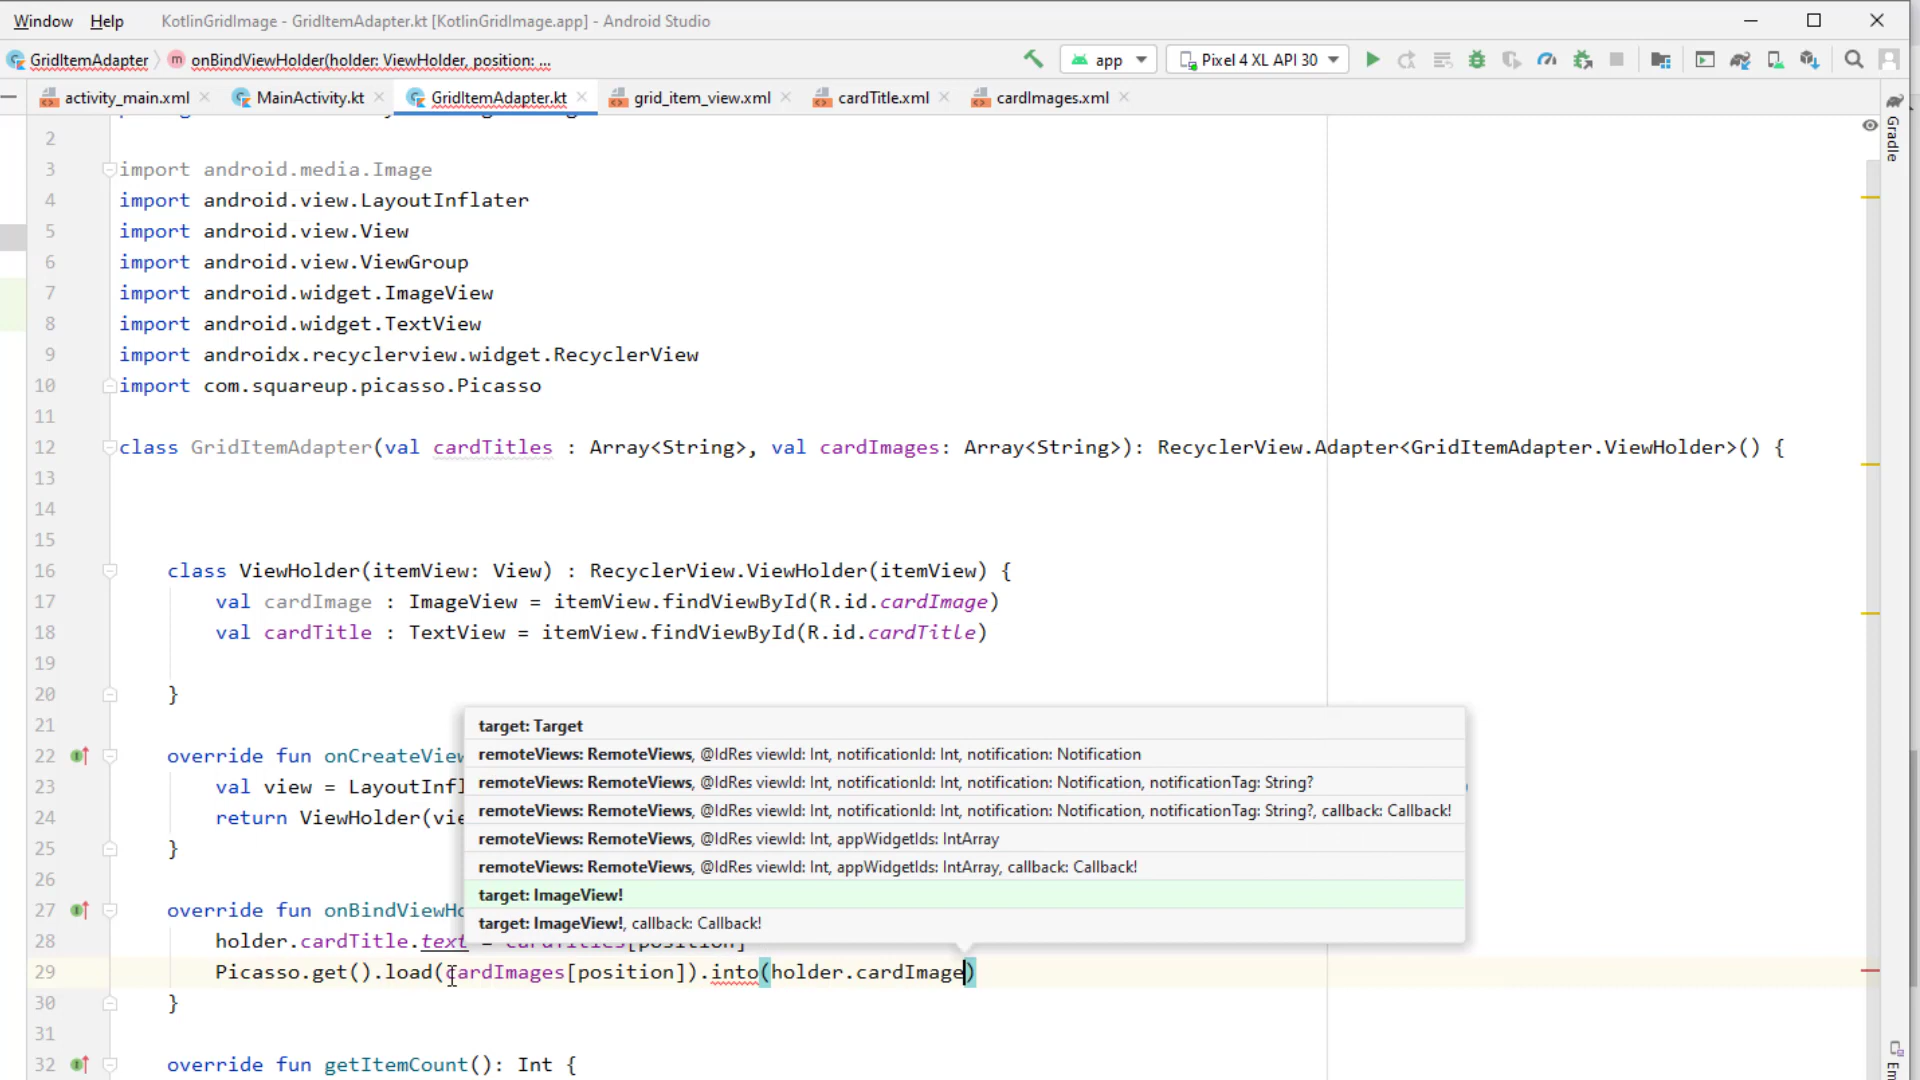 Window Help KotlinGridImage - GridItemAdapter.kt [KotlinGridImage.app] - Android Studio
GridItemAdapter m onBindViewHolder(holder: ViewHolder, position: ... app Pixel 4 XL API 30
activity_main.xml MainActivity.kt GridItemAdapter.kt grid_item_view.xml cardTitle.xml cardImages.xml
Gradle
2
3 import android.media.Image
4 import android.view.LayoutInflater
5 import android.view.View
6 import android.view.ViewGroup
7 import android.widget.ImageView
8 import android.widget.TextView
9 import androidx.recyclerview.widget.RecyclerView
10 import com.squareup.picasso.Picasso
11
12 class GridItemAdapter(val cardTitles : Array<String>, val cardImages: Array<String>): RecyclerView.Adapter<GridItemAdapter.ViewHolder>() {
13
14
15
16 class ViewHolder(itemView: View) : RecyclerView.ViewHolder(itemView) {
17 val cardImage : ImageView = itemView.findViewById(R.id.cardImage)
18 val cardTitle : TextView = itemView.findViewById(R.id.cardTitle)
19
20 }
21
target: Target
22 override fun onCreateView
remoteViews: RemoteViews, @IdRes viewId: Int, notificationId: Int, notification: Notification
23 val view = LayoutInfl
remoteViews: RemoteViews, @IdRes viewId: Int, notificationId: Int, notification: Notification, notificationTag: String?
24 return ViewHolder(vie
remoteViews: RemoteViews, @IdRes viewId: Int, notificationId: Int, notification: Notification, notificationTag: String?, callback: Callback!
25 }
remoteViews: RemoteViews, @IdRes viewId: Int, appWidgetIds: IntArray
26
remoteViews: RemoteViews, @IdRes viewId: Int, appWidgetIds: IntArray, callback: Callback!
target: ImageView!
27 override fun onBindViewHo
target: ImageView!, callback: Callback!
28 holder.cardTitle.text = cardTitles[position]
29 Picasso.get().load(cardImages[position]).into(holder.cardImage)
30 }
31
32 override fun getItemCount(): Int {
Em